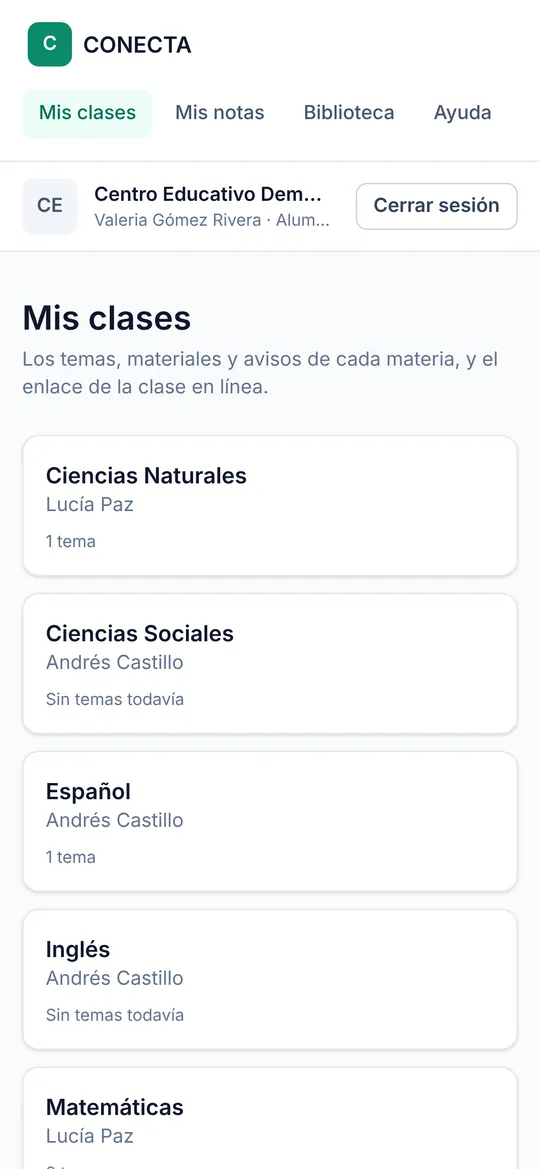 C CONECTA
Mis clases Mis notas Biblioteca Ayuda
CE
Centro Educativo Dem...
Valeria Gómez Rivera · Alum...
Cerrar sesión
Mis clases
Los temas, materiales y avisos de cada materia, y el
enlace de la clase en línea.
Ciencias Naturales
Lucía Paz
1 tema
Ciencias Sociales
Andrés Castillo
Sin temas todavía
Español
Andrés Castillo
1 tema
Inglés
Andrés Castillo
Sin temas todavía
Matemáticas
Lucía Paz